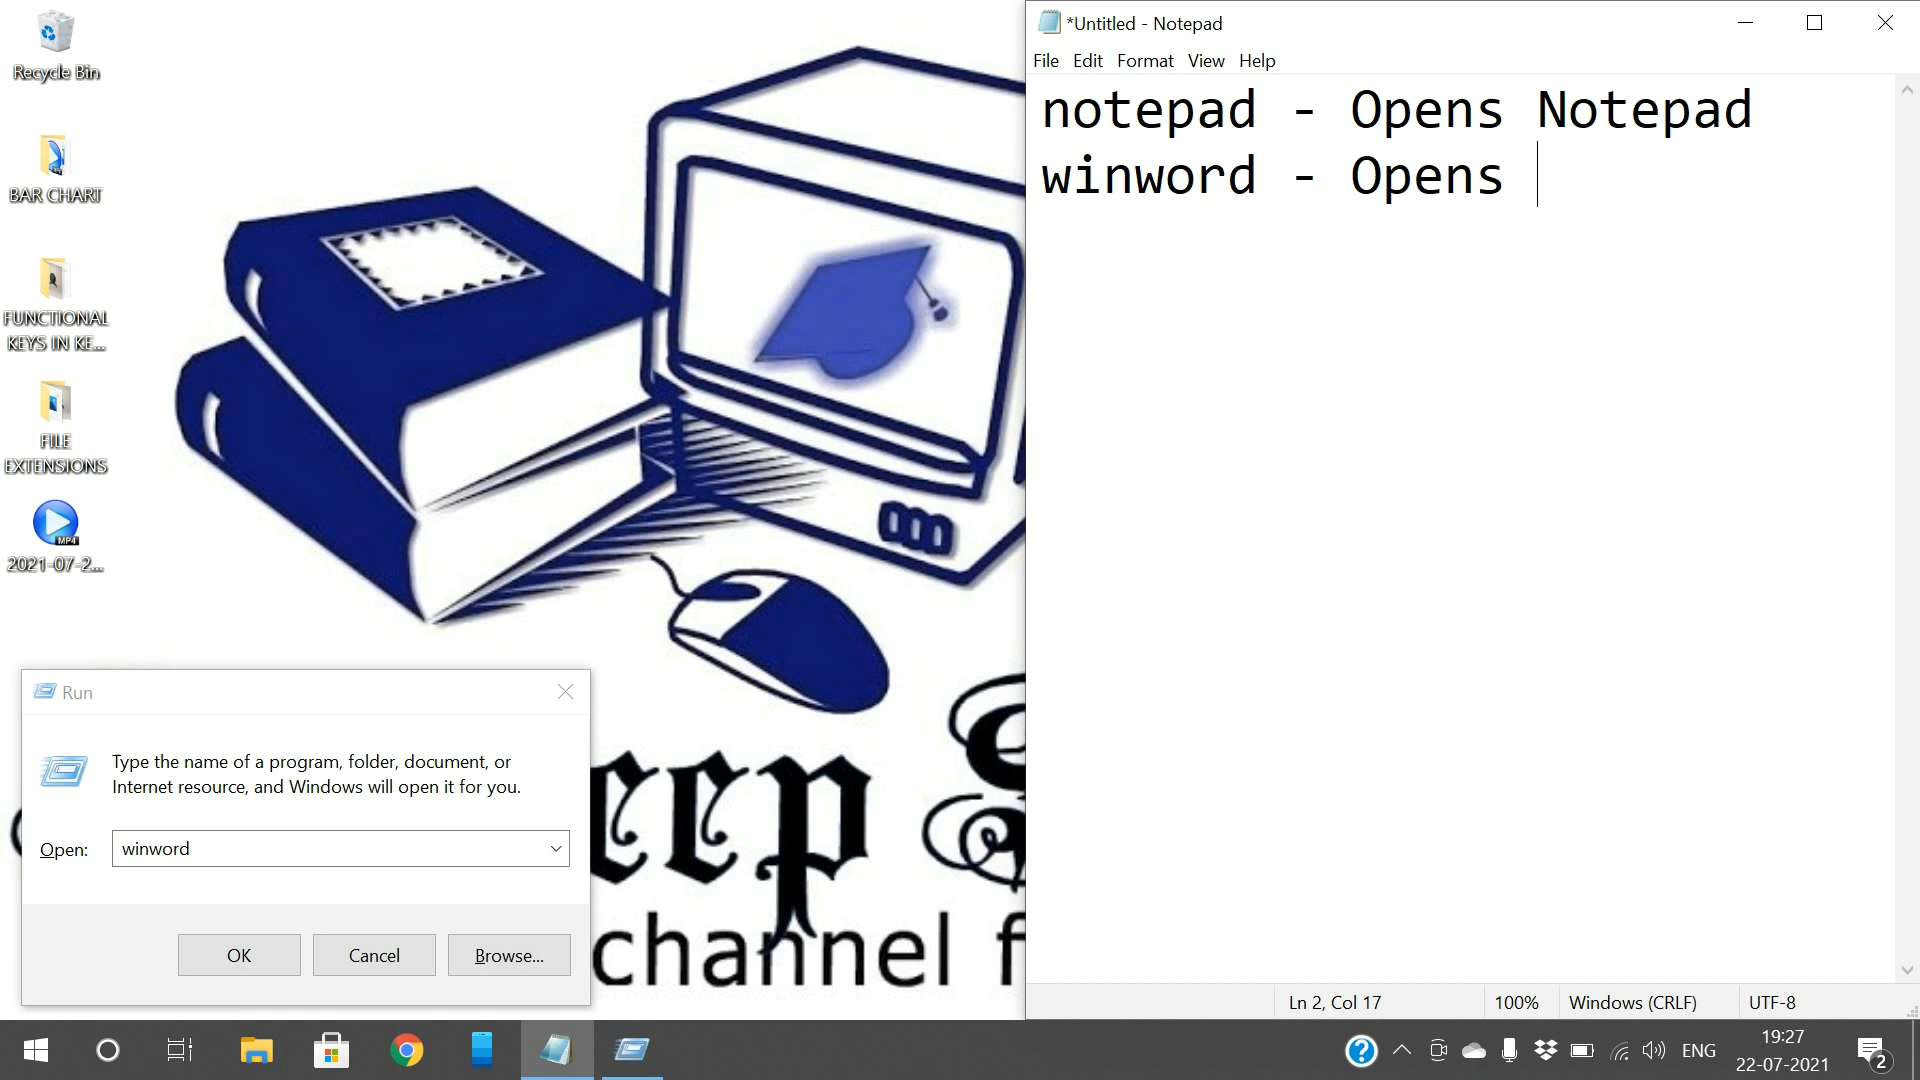 Recycle Bin
BAR CHART
FUNCTIONAL
KEYS IN KE...
FILE
EXTENSIONS
MP4
2021-07-2...
*Untitled - Notepad
File Edit Format View Help
notepad - Opens Notepad
winword - Opens
Ln 2, Col 17
100%
Windows (CRLF)
UTF-8
Run
Type the name of a program, folder, document, or
Internet resource, and Windows will open it for you.
Open: winword
OK
Cancel
Browse...
channel
ENG
19:27
22-07-2021
2